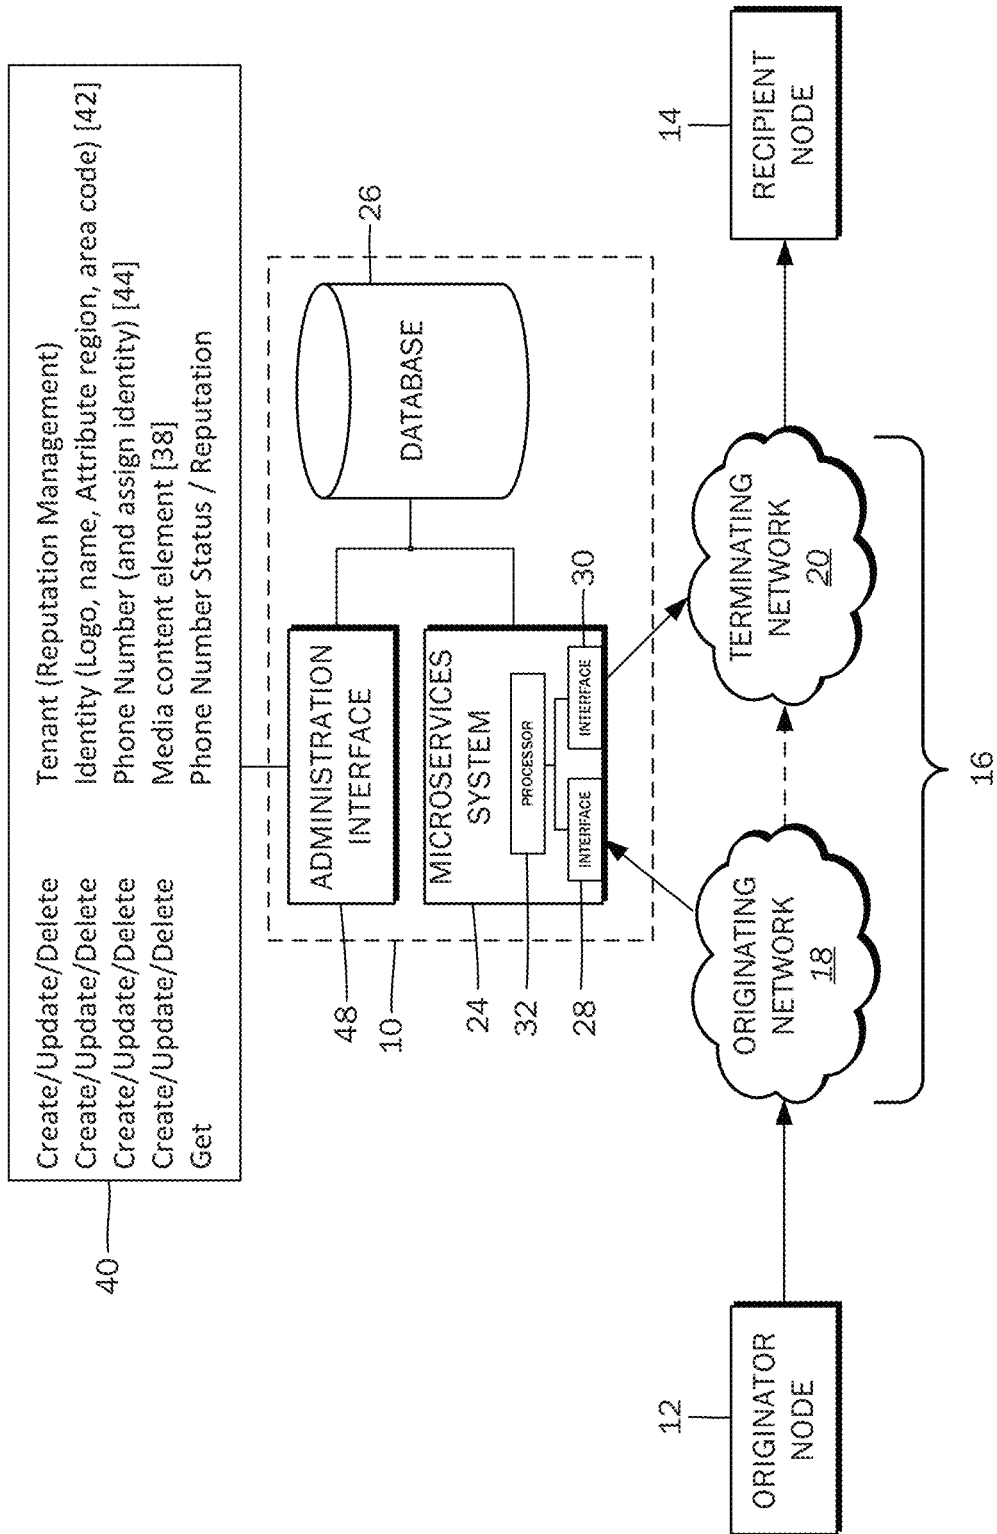 40
Create/Update/Delete Tenant (Reputation Management)
Create/Update/Delete Identity (Logo, name, Attribute region, area code) [42]
Create/Update/Delete Phone Number (and assign identity) [44]
Create/Update/Delete Media content element [38]
Get Phone Number Status / Reputation
48
10
24
32
28
ADMINISTRATION
INTERFACE
MICROSERVICES
SYSTEM
PROCESSOR
INTERFACE
INTERFACE
30
DATABASE
26
12
ORIGINATOR
NODE
ORIGINATING
NETWORK
18
TERMINATING
NETWORK
20
14
RECIPIENT
NODE
16